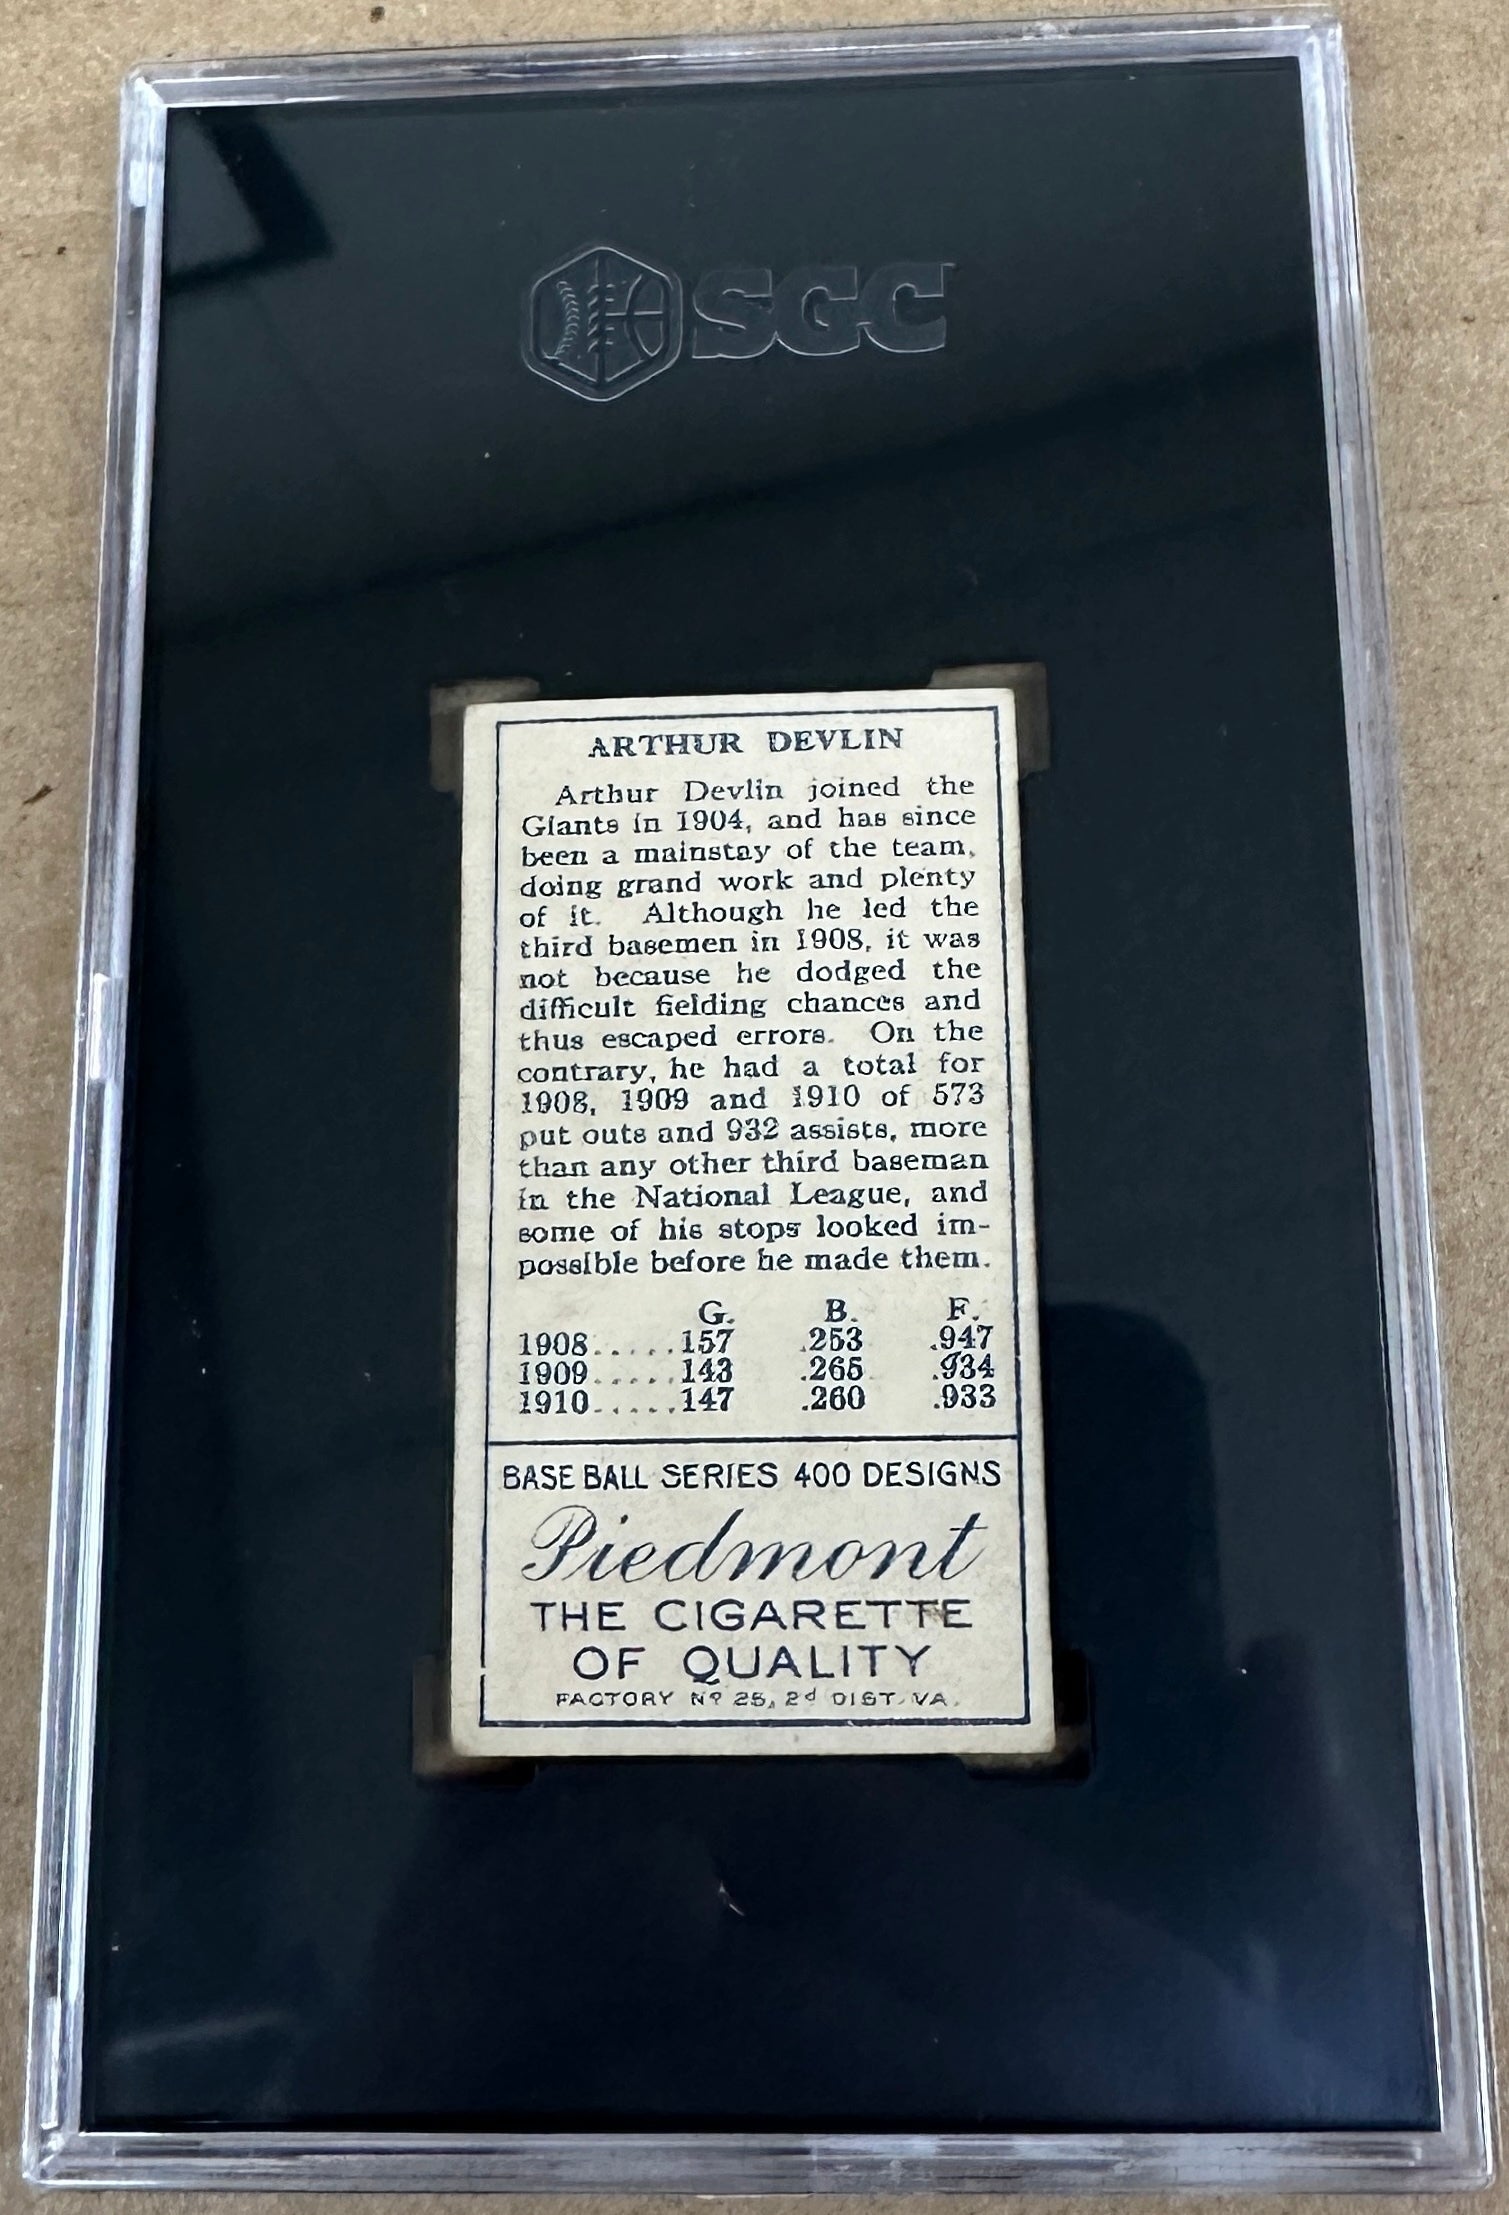 SGC
ARTHUR DEVLIN
Arthur Devlin joined the
Giants in 1904, and has since
been a mainstay of the team,
doing grand work and plenty
of it. Although he led the
third basemen in 1908, it was
not because he dodged the
difficult fielding chances and
thus escaped errors. On the
contrary, he had a total for
1908, 1909 and 1910 of 573
put outs and 932 assists, more
than any other third baseman
in the National League, and
some of his stops looked im-
possible before he made them.
G. B. F.
1908.....157 .253 .947
1909.....143 .265 .934
1910.....147 .260 .933
BASE BALL SERIES 400 DESIGNS
Piedmont
THE CIGARETTE
OF QUALITY
FACTORY Nº 25, 2d DIST. VA.